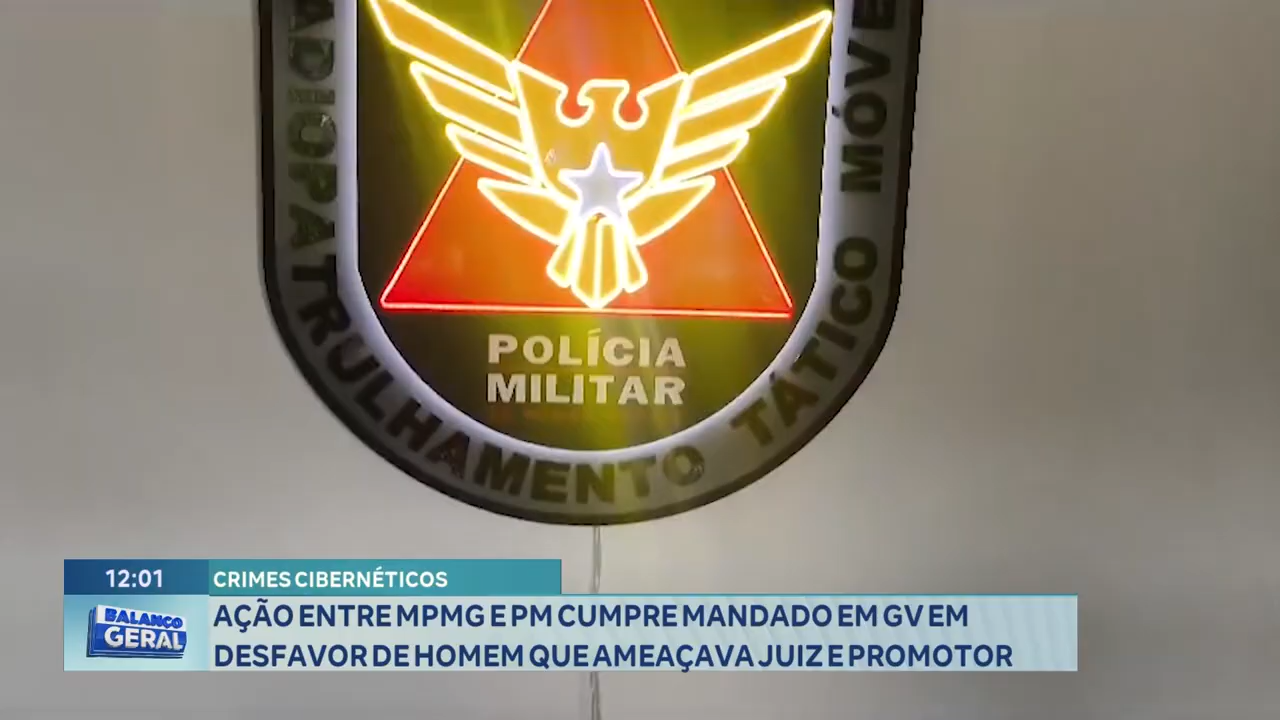 RADIOPATRULHAMENTO TÁTICO MÓVE
POLÍCIA
MILITAR
12:01
CRIMES CIBERNÉTICOS
BALANÇO
GERAL
AÇÃO ENTRE MPMG E PM CUMPRE MANDADO EM GV EM
DESFAVOR DE HOMEM QUE AMEAÇAVA JUIZ E PROMOTOR